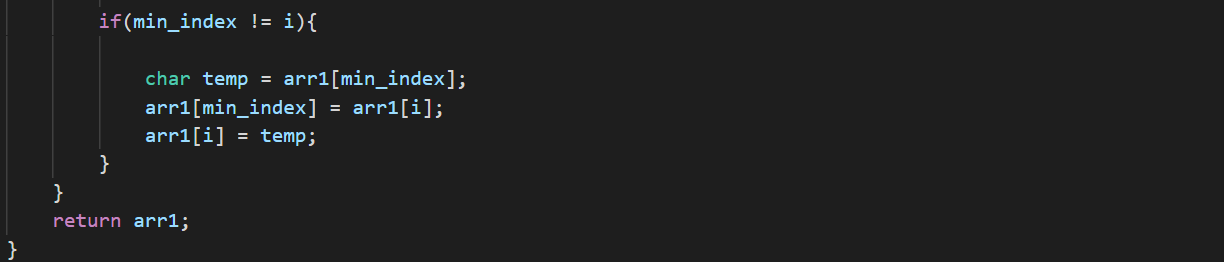 if(min_index != i){
char temp = arr1[min_index];
arr1[min_index] = arr1[i];
arr1[i] = temp;
}
}
return arr1;
}